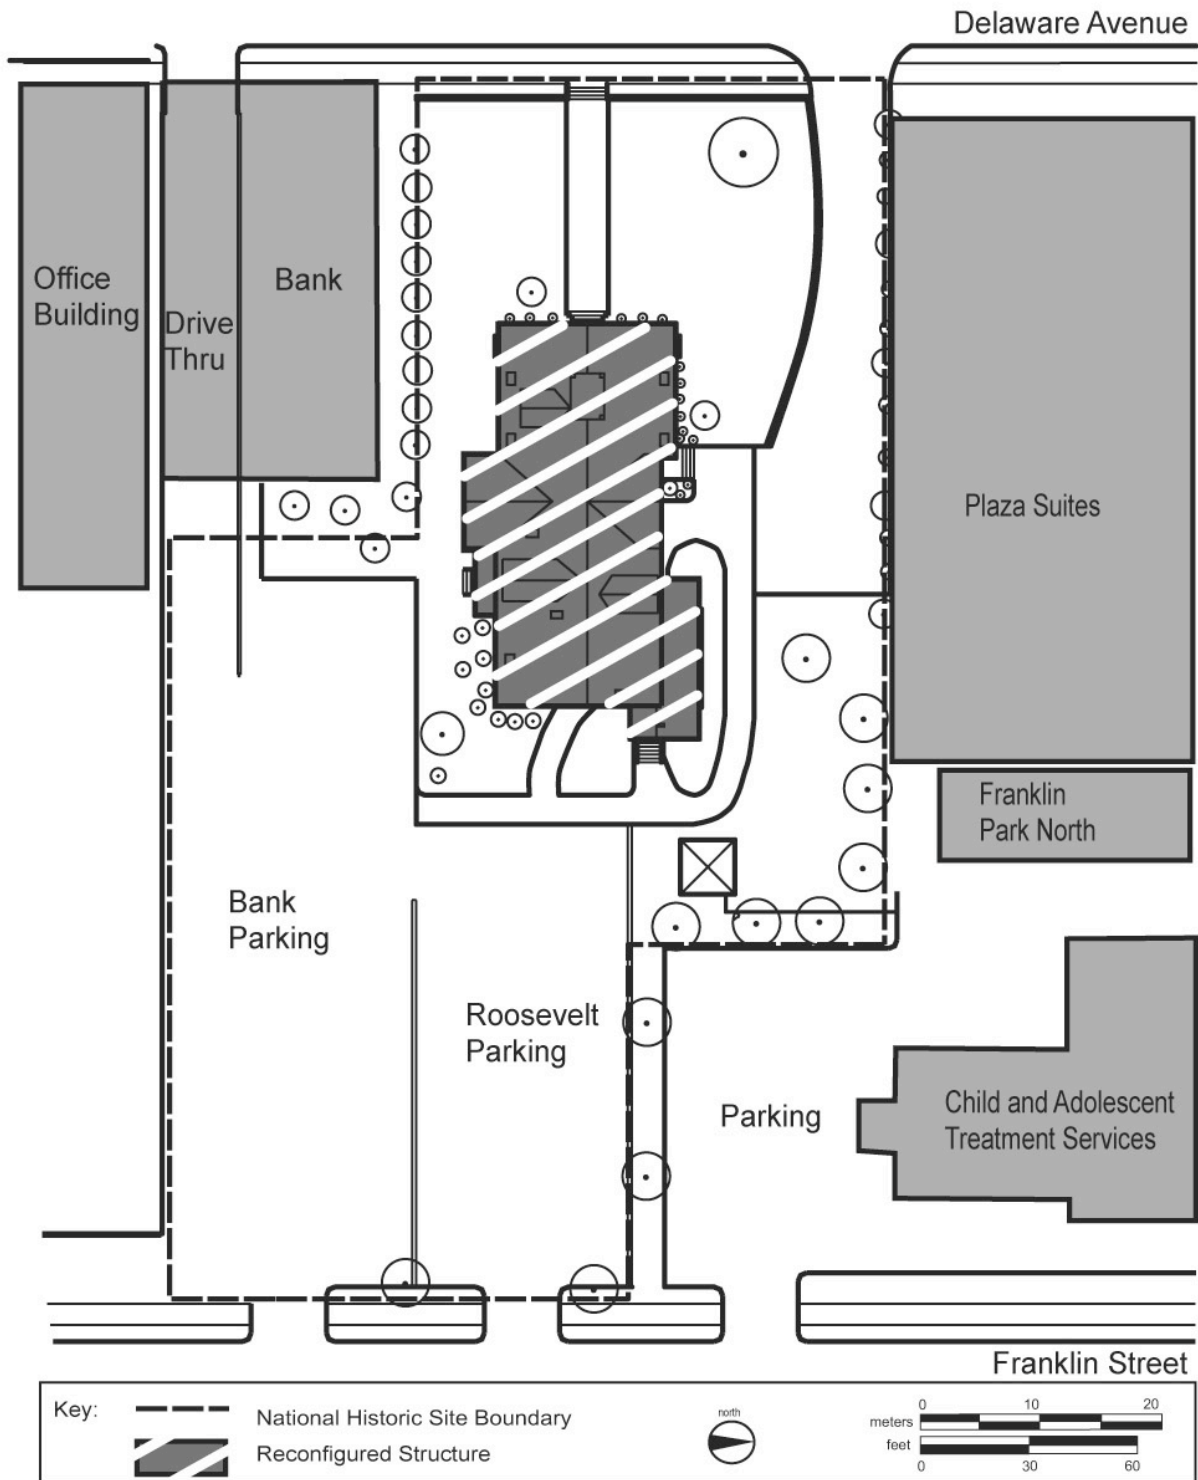 Delaware Avenue
Office
Building
Drive
Thru
Bank
Plaza Suites
Franklin
Park North
Bank
Parking
Roosevelt
Parking
Parking
Child and Adolescent
Treatment Services
Franklin Street
Key:
National Historic Site Boundary
Reconfigured Structure
north
0 10 20
meters
feet
0 30 60